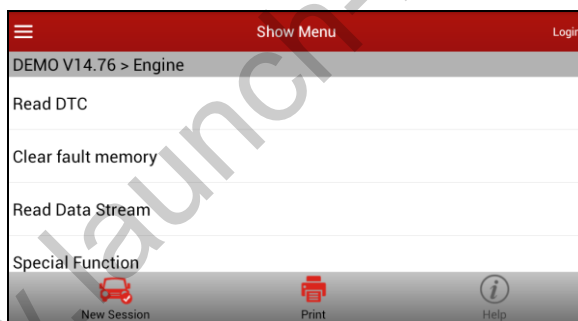 Show Menu Login
DEMO V14.76 > Engine
Read DTC
Clear fault memory
Read Data Stream
Special Function
New Session Print Help
launch-